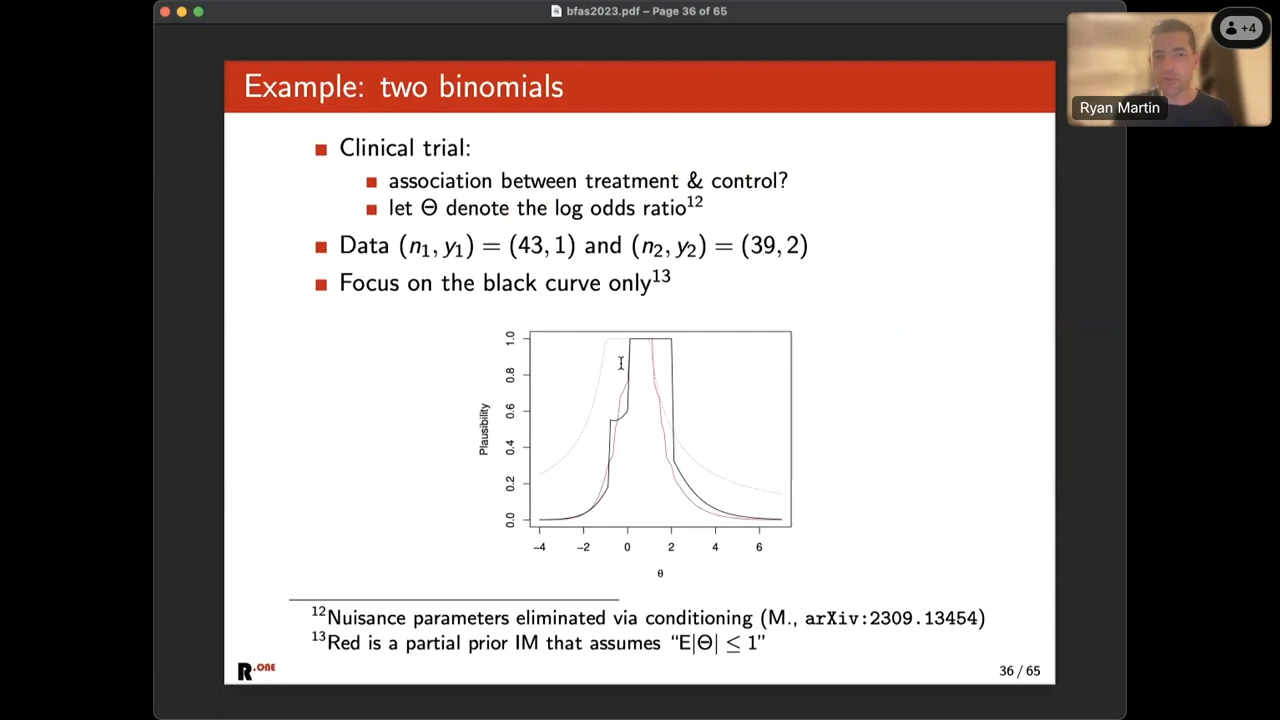 bfas2023.pdf – Page 36 of 65
+4
Ryan Martin
Example: two binomials
Clinical trial:
association between treatment & control?
let Θ denote the log odds ratio¹²
Data (n₁, y₁) = (43, 1) and (n₂, y₂) = (39, 2)
Focus on the black curve only¹³
Plausibility
1.0
0.8
0.6
0.4
0.2
0.0
−4 −2 0 2 4 6
θ
¹²Nuisance parameters eliminated via conditioning (M., arXiv:2309.13454)
¹³Red is a partial prior IM that assumes “E|Θ| ≤ 1”
R.ONE
36 / 65